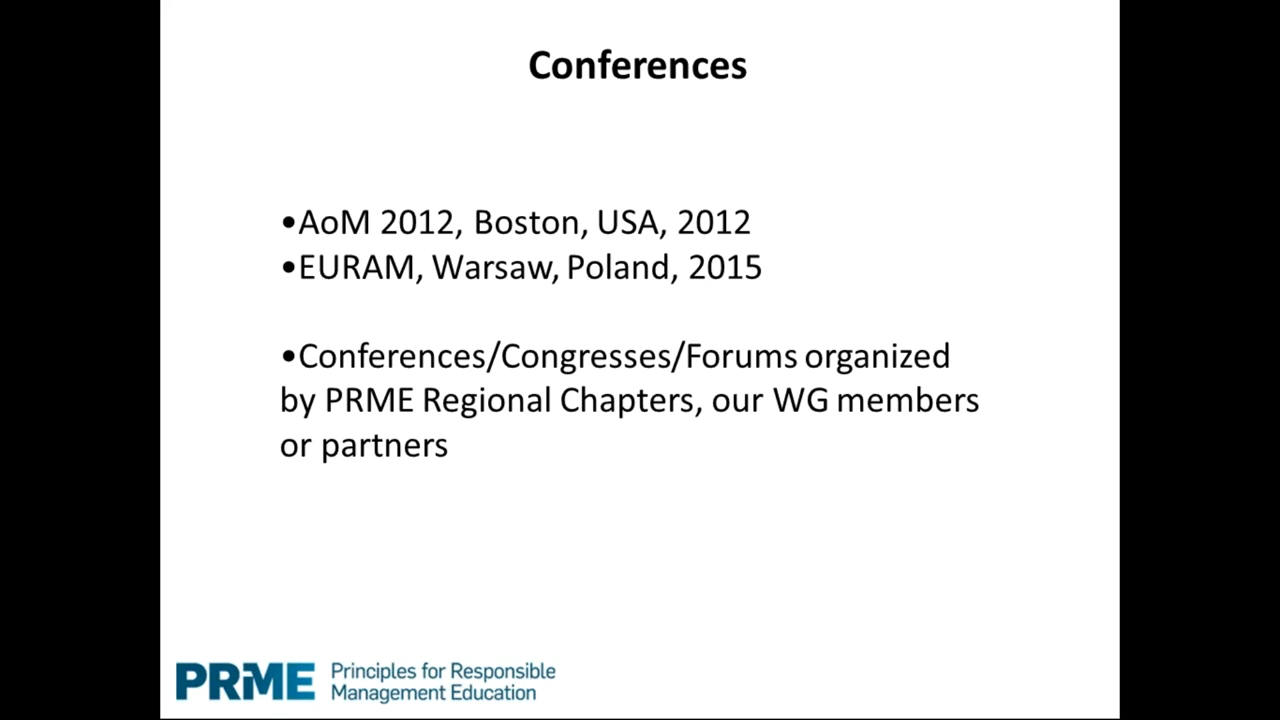 Conferences
•AoM 2012, Boston, USA, 2012
•EURAM, Warsaw, Poland, 2015
•Conferences/Congresses/Forums organized
by PRME Regional Chapters, our WG members
or partners
PRME Principles for Responsible
Management Education